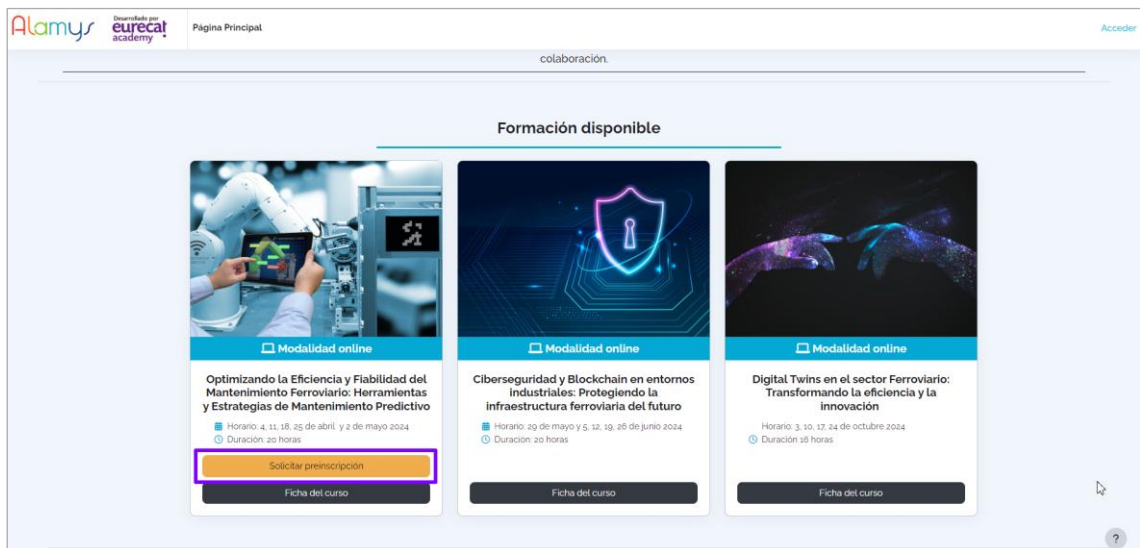 Alamys
Desarrollado por
eurecat
academy
Página Principal
Acceder
colaboración.
Formación disponible
Modalidad online
Optimizando la Eficiencia y Fiabilidad del
Mantenimiento Ferroviario: Herramientas
y Estrategias de Mantenimiento Predictivo
Horario: 4, 11, 18, 25 de abril y 2 de mayo 2024
Duración: 20 horas
Solicitar preinscripción
Ficha del curso
Modalidad online
Ciberseguridad y Blockchain en entornos
industriales: Protegiendo la
infraestructura ferroviaria del futuro
Horario: 29 de mayo y 5, 12, 19, 26 de junio 2024
Duración: 20 horas
Ficha del curso
Modalidad online
Digital Twins en el sector Ferroviario:
Transformando la eficiencia y la
innovación
Horario: 3, 10, 17, 24 de octubre 2024
Duración 16 horas
Ficha del curso
?